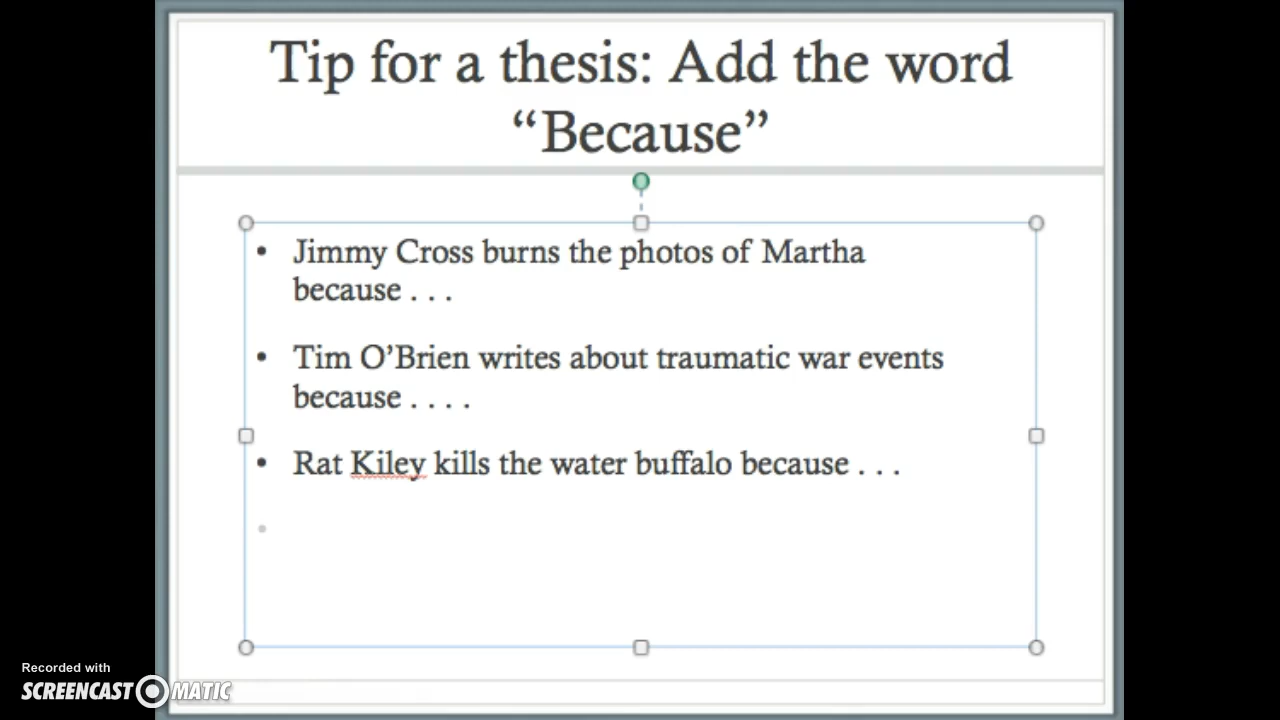 Tip for a thesis: Add the word
“Because”
• Jimmy Cross burns the photos of Martha
because . . .
• Tim O’Brien writes about traumatic war events
because . . . .
• Rat Kiley kills the water buffalo because . . .
•
Recorded with
SCREENCAST MATIC